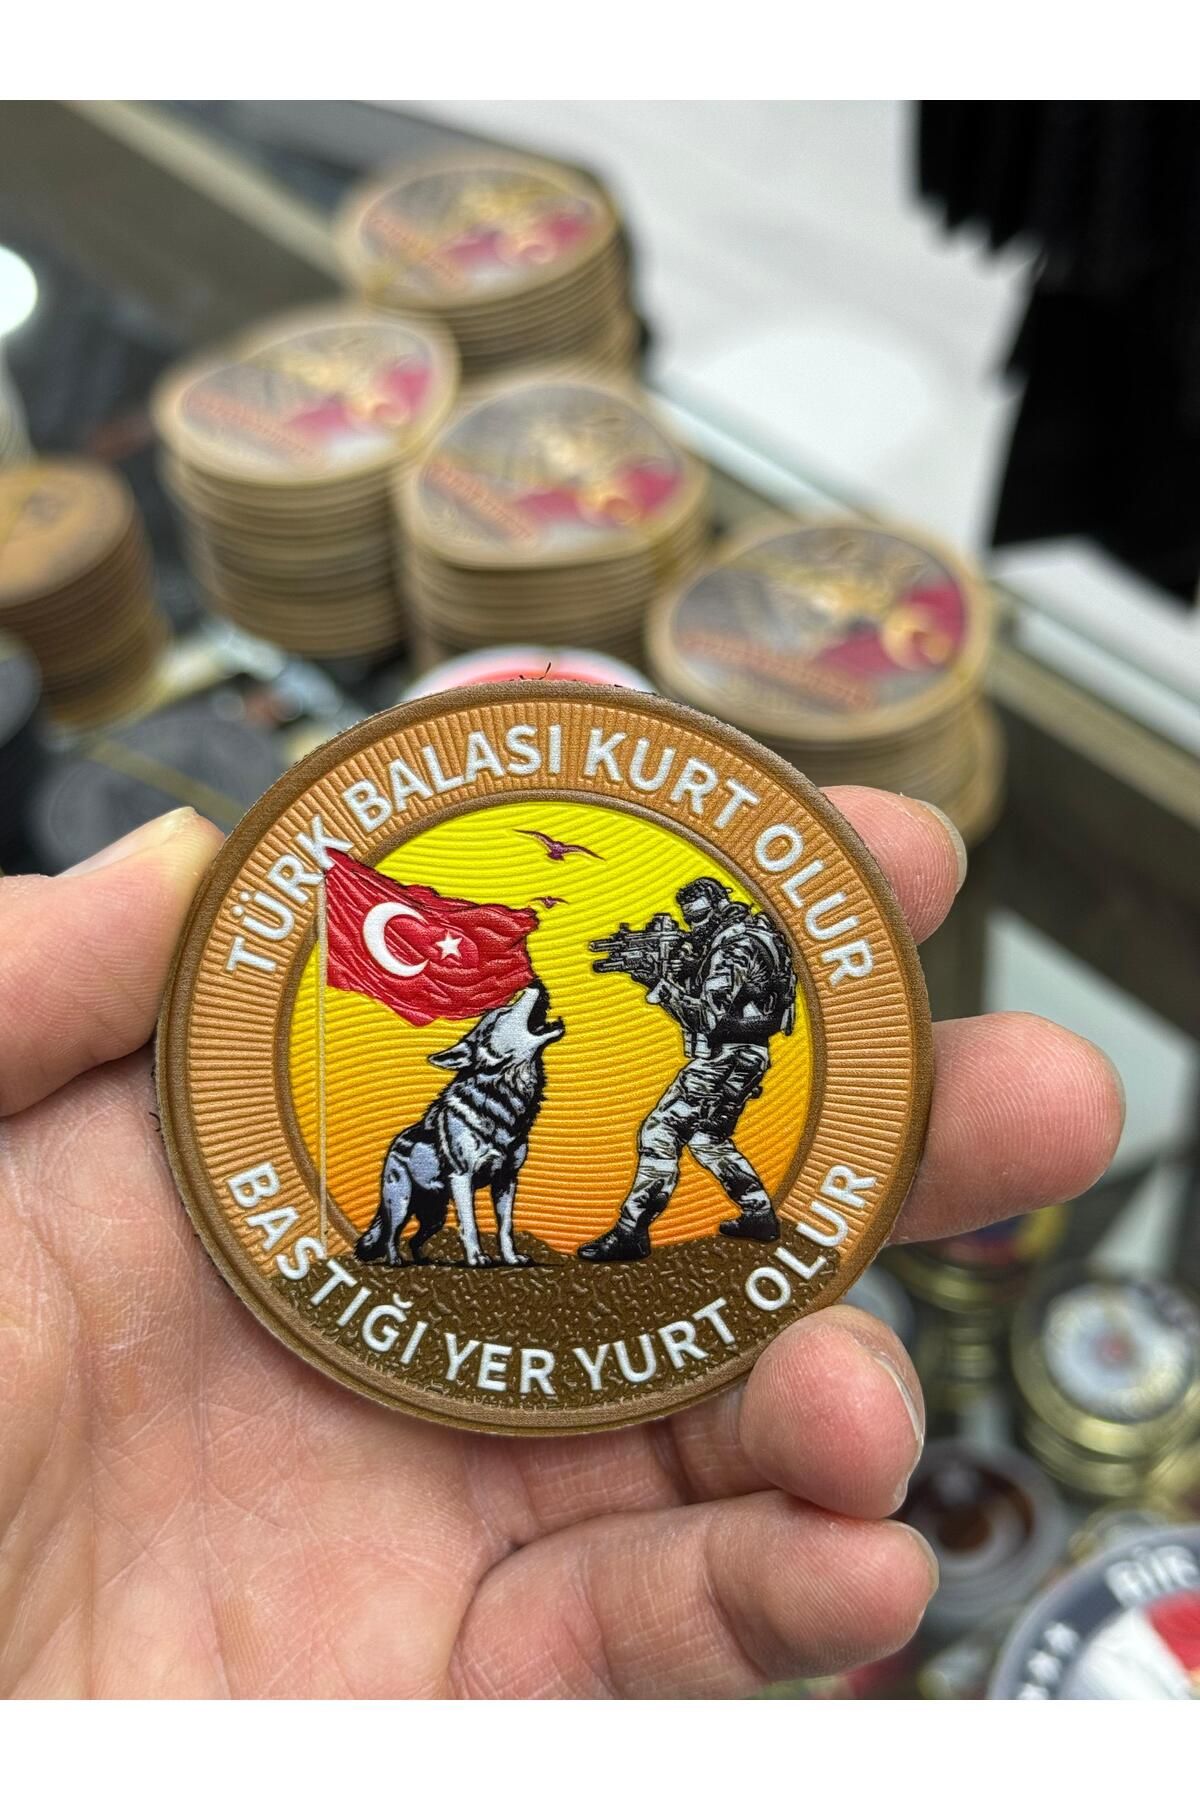 TÜRK BALASI KURT OLUR
BASTIĞI YER YURT OLUR